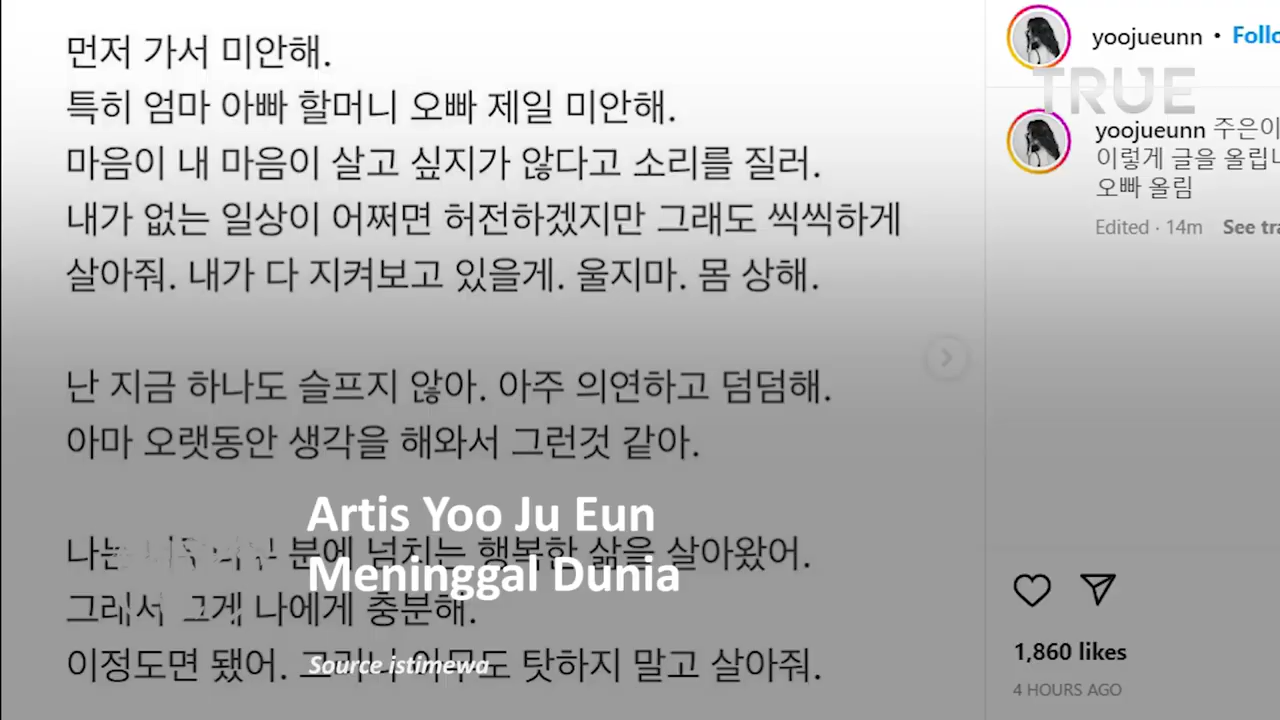 먼저 가서 미안해.
특히 엄마 아빠 할머니 오빠 제일 미안해.
마음이 내 마음이 살고 싶지가 않다고 소리를 질러.
내가 없는 일상이 어쩌면 허전하겠지만 그래도 씩씩하게
살아줘. 내가 다 지켜보고 있을게. 울지마. 몸 상해.
난 지금 하나도 슬프지 않아. 아주 의연하고 덤덤해.
아마 오랫동안 생각을 해와서 그런것 같아.
분에 넘치는 행복한 삶을 살아왔어.
그래서 그게 나에게 충분해.
이정도면 됐어. 탓하지 말고 살아줘.
Artis Yoo Ju Eun
Meninggal Dunia
Source istimewa
yoojueunn • Follo
TRUE
yoojueunn 주은이
이렇게 글을 올립니
오빠 올림
Edited · 14m See tra
1,860 likes
4 HOURS AGO